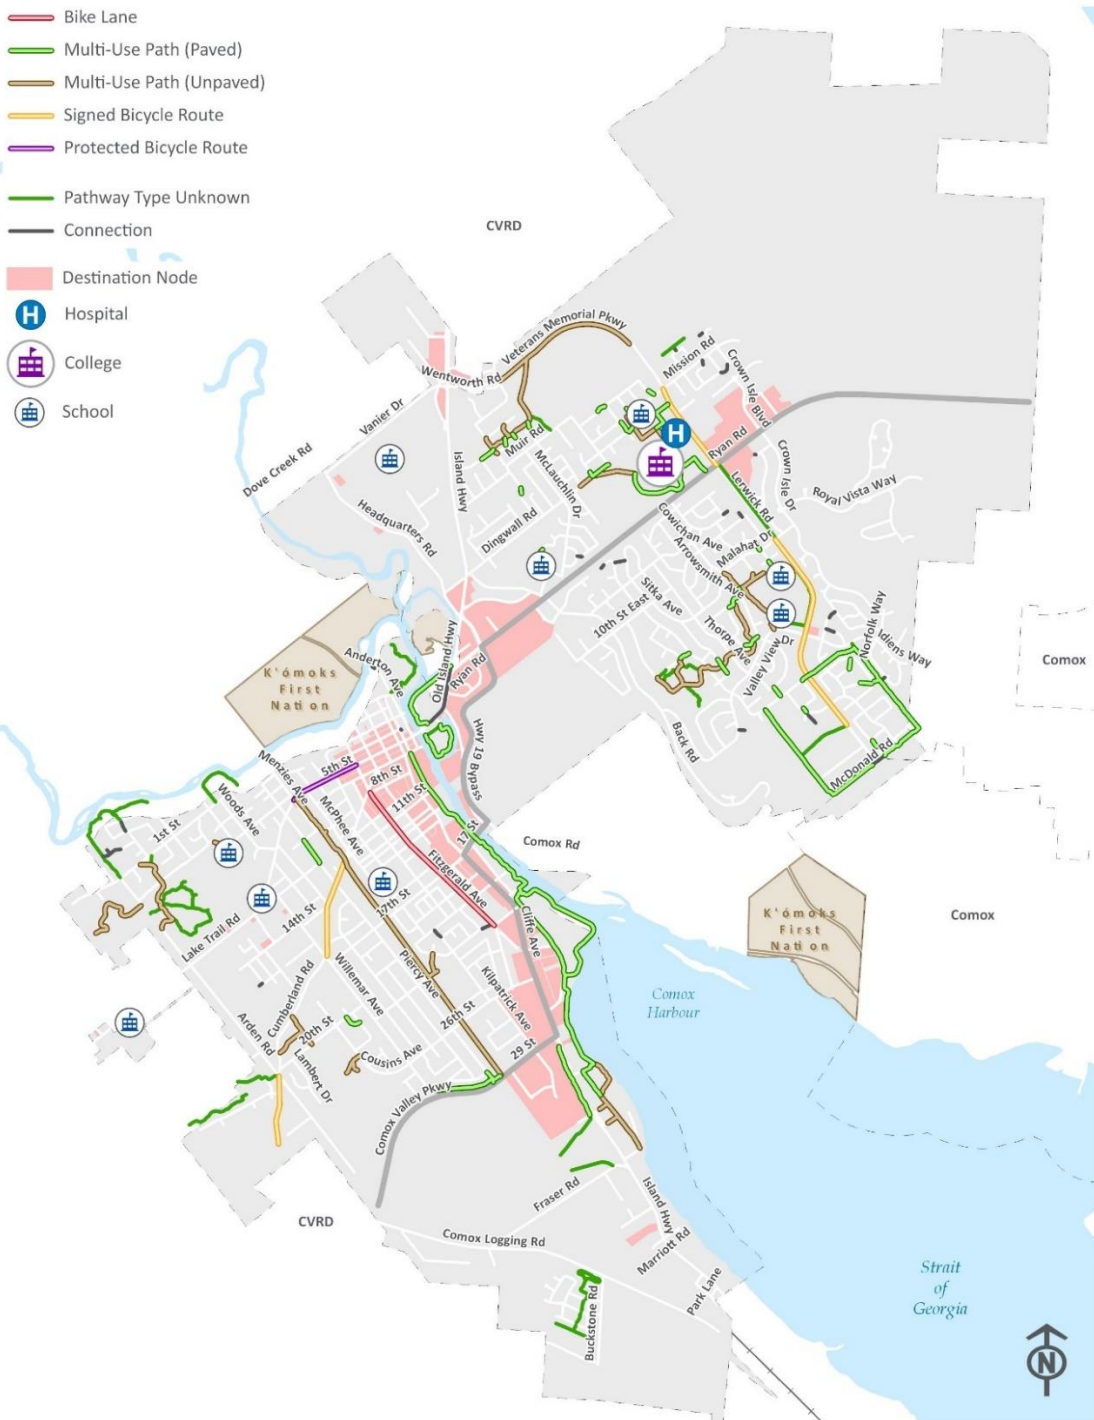 Bike Lane
Multi-Use Path (Paved)
Multi-Use Path (Unpaved)
Signed Bicycle Route
Protected Bicycle Route
Pathway Type Unknown
Connection
Destination Node
H
Hospital
College
School
CVRD
Veterans Memorial Pkwy
Wentworth Rd
Mission Rd
Crown Isle Blvd
Vanier Dr
Muir Rd
H
Ryan Rd
Dove Creek Rd
Island Hwy
McLauchlin Dr
Lerwick Rd
Crown Isle Dr
Royal Vista Way
Headquarters Rd
Dingwall Rd
Cowichan Ave
Malahat Dr
Arrowsmith Ave
Sitka Ave
10th St East
Thorpe Ave
Valley View Dr
Norfolk Way
Idiens Way
Comox
Anderton Ave
Old Island Hwy
Ryan Rd
K'ómoks
First
Nation
Back Rd
Hwy 19 Bypass
McDonald Rd
Menzies Ave
5th St
8th St
11th St
Woods Ave
McPhee Ave
1st St
17 St
Comox Rd
Fitzgerald Ave
17th St
14th St
Lake Trail Rd
Cliffe Ave
K'ómoks
First
Nation
Comox
Piercy Ave
Willemar Ave
Kilpatrick Ave
Cumberland Rd
Comox
Harbour
26th St
20th St
Arden Rd
Cousins Ave
29 St
Lambert Dr
Comox Valley Pkwy
Fraser Rd
Island Hwy
CVRD
Comox Logging Rd
Marriott Rd
Park Lane
Buckstone Rd
Strait
of
Georgia
N